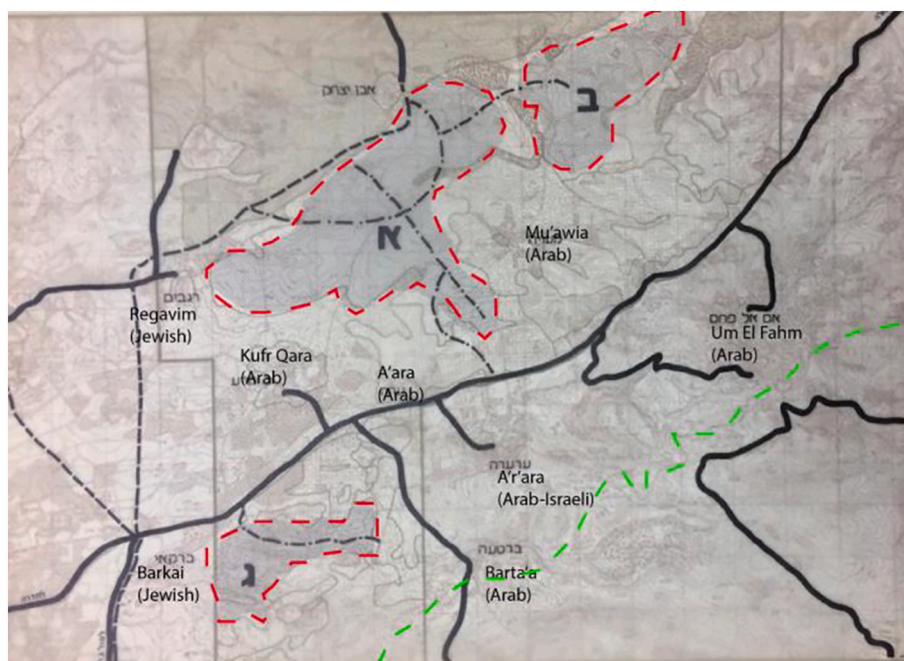 אבן יצחק
ב
א
Mu'awia
(Arab)
רגבים
Regavim
(Jewish)
אם אל פחם
Um El Fahm
(Arab)
Kufr Qara
(Arab)
A'ara
(Arab)
ערערה
A'r'ara
(Arab-Israeli)
ברקאי
Barkai
(Jewish)
ג
ברטעה
Barta'a
(Arab)
חדרה